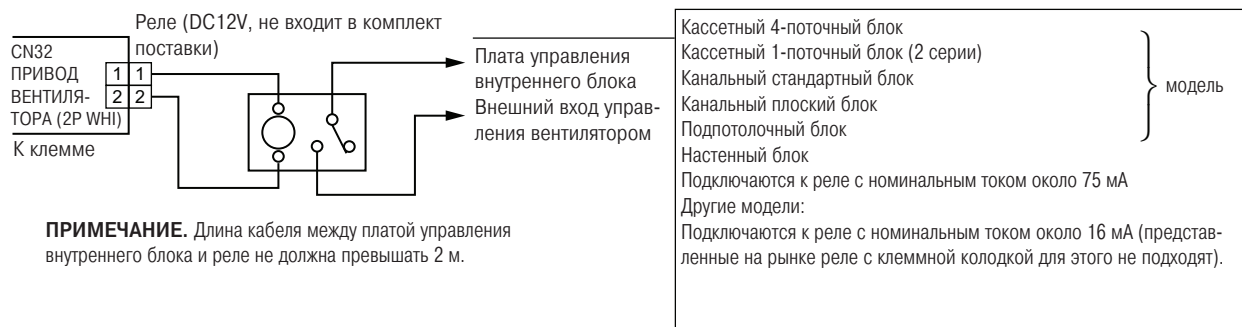 Реле (DC12V, не входит в комплект
поставки)
CN32
ПРИВОД
ВЕНТИЛЯ-
ТОРА (2P WHI)
1 1
2 2
К клемме
Плата управления
внутреннего блока
Внешний вход управ-
ления вентилятором
ПРИМЕЧАНИЕ. Длина кабеля между платой управления
внутреннего блока и реле не должна превышать 2 м.
Кассетный 4-поточный блок
Кассетный 1-поточный блок (2 серии)
Канальный стандартный блок
Канальный плоский блок
Подпотолочный блок
модель
Настенный блок
Подключаются к реле с номинальным током около 75 мА
Другие модели:
Подключаются к реле с номинальным током около 16 мА (представ-
ленные на рынке реле с клеммной колодкой для этого не подходят).